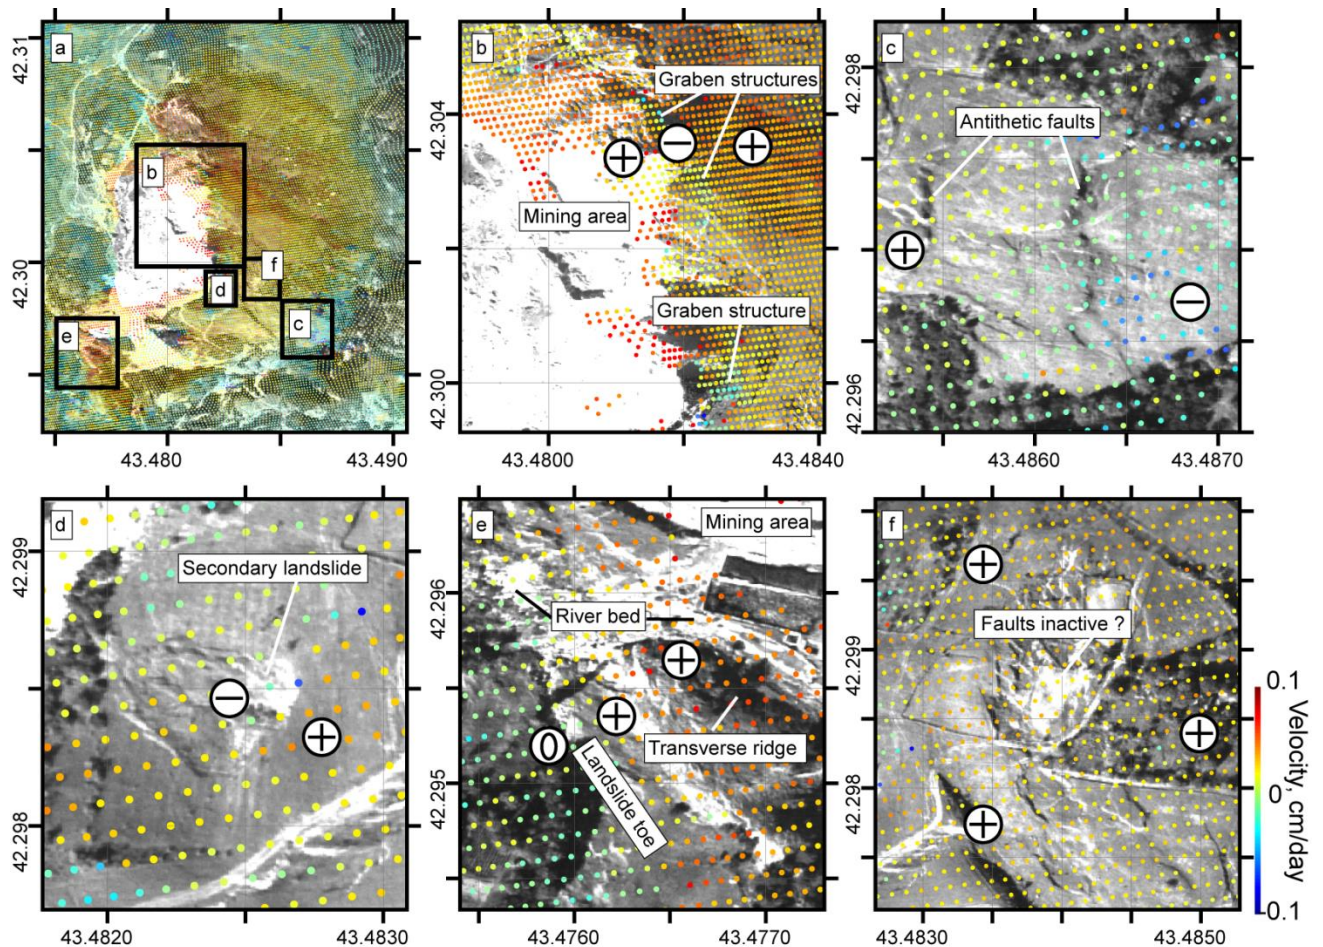 a
b
f
d
c
e
42.31
42.30
43.480
43.490
b
Graben structures
+
−
+
Mining area
Graben structure
42.304
42.300
43.4800
43.4840
c
Antithetic faults
+
−
42.298
42.296
43.4860
43.4870
d
Secondary landslide
−
+
42.299
42.298
43.4820
43.4830
e
Mining area
River bed
+
+
0
Transverse ridge
Landslide toe
42.296
42.295
43.4760
43.4770
f
+
Faults inactive ?
+
+
42.299
42.298
43.4830
43.4850
0.1
0
-0.1
Velocity, cm/day